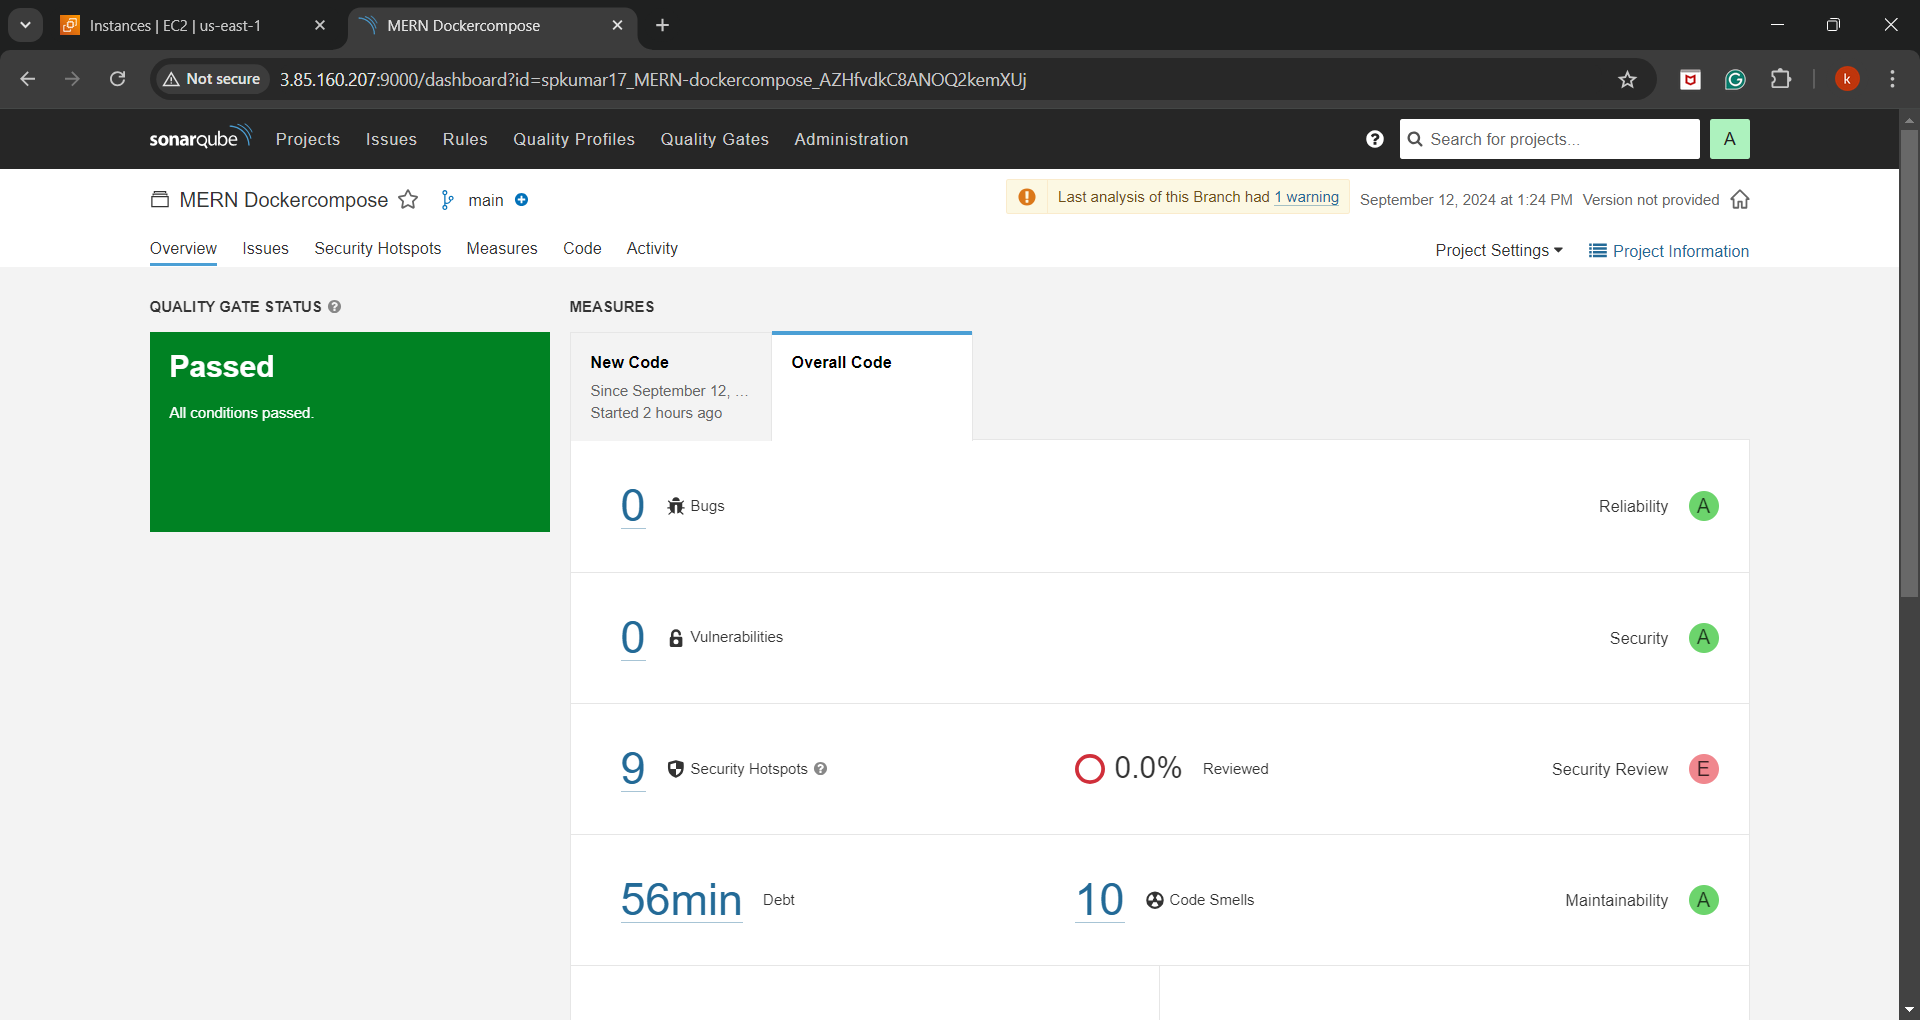 Instances | EC2 | us-east-1
MERN Dockercompose
Not secure
3.85.160.207:9000/dashboard?id=spkumar17_MERN-dockercompose_AZHfvdkC8ANOQ2kemXUj
k
sonarqube
Projects
Issues
Rules
Quality Profiles
Quality Gates
Administration
Search for projects...
A
MERN Dockercompose
main
Last analysis of this Branch had 1 warning
September 12, 2024 at 1:24 PM
Version not provided
Overview
Issues
Security Hotspots
Measures
Code
Activity
Project Settings
Project Information
QUALITY GATE STATUS
MEASURES
Passed
All conditions passed.
New Code
Since September 12, ...
Started 2 hours ago
Overall Code
0
Bugs
Reliability
A
0
Vulnerabilities
Security
A
9
Security Hotspots
0.0%
Reviewed
Security Review
E
56min
Debt
10
Code Smells
Maintainability
A